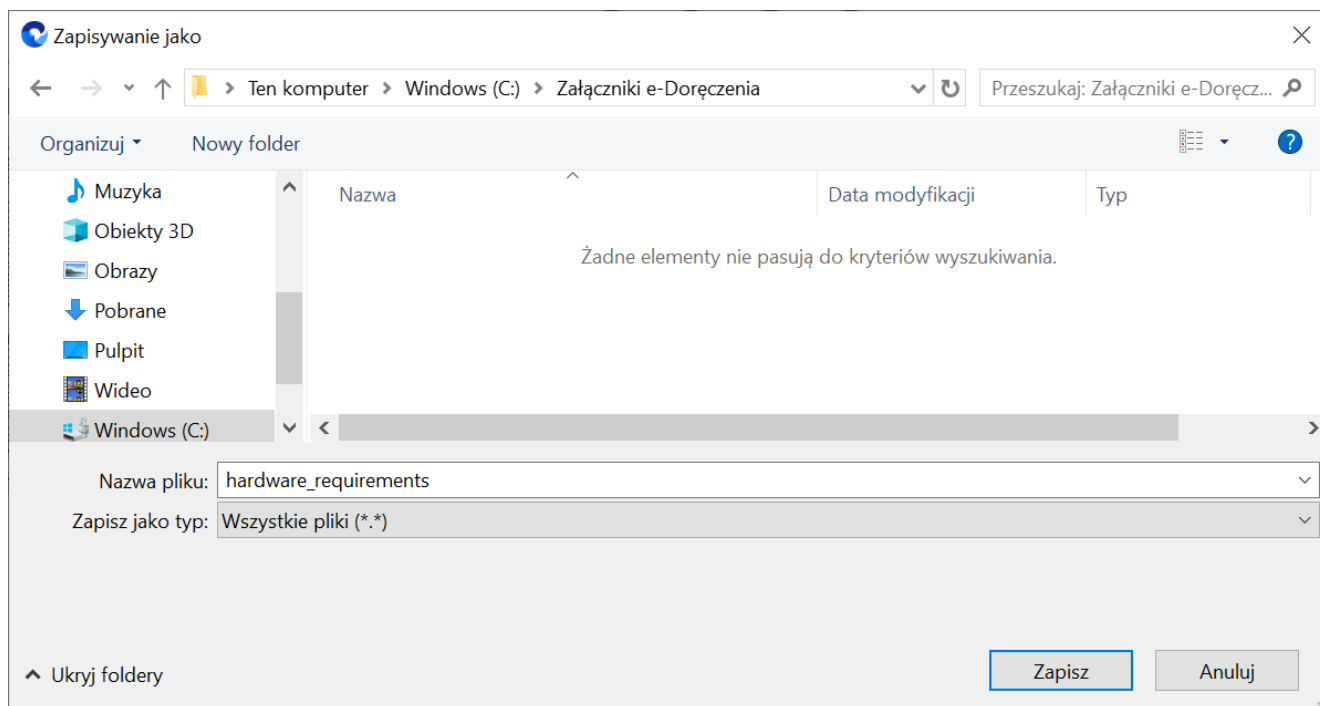 Zapisywanie jako
Ten komputer > Windows (C:) > Załączniki e-Doręczenia
Przeszukaj: Załączniki e-Doręcz...
Organizuj
Nowy folder
?
Muzyka
Obiekty 3D
Obrazy
Pobrane
Pulpit
Wideo
Windows (C:)
Nazwa
Data modyfikacji
Typ
Żadne elementy nie pasują do kryteriów wyszukiwania.
Nazwa pliku: hardware_requirements
Zapisz jako typ: Wszystkie pliki (*.*)
Ukryj foldery
Zapisz
Anuluj